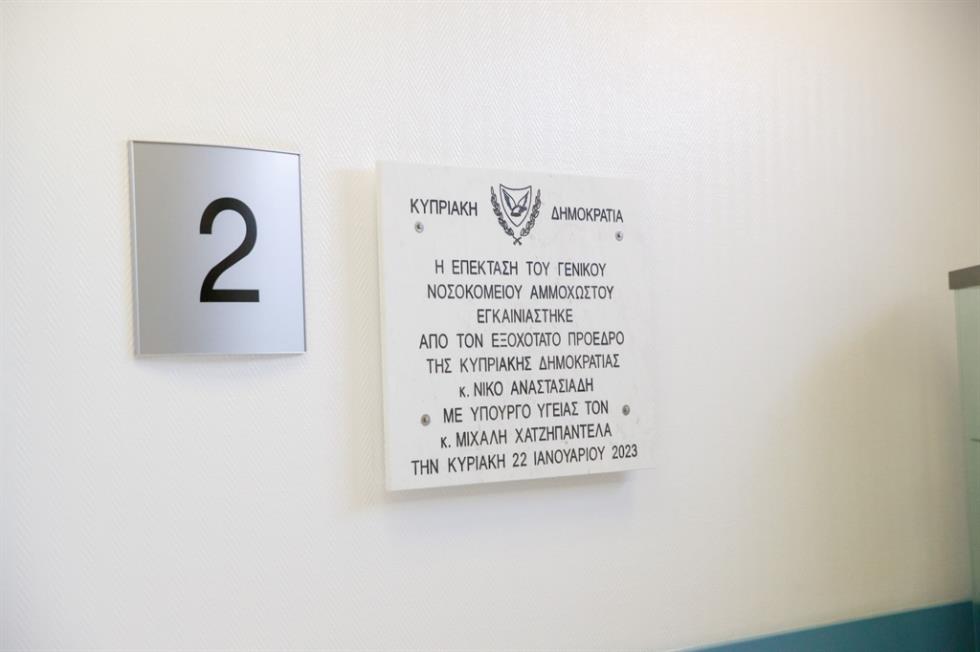 2
ΚΥΠΡΙΑΚΗ ΔΗΜΟΚΡΑΤΙΑ
Η ΕΠΕΚΤΑΣΗ ΤΟΥ ΓΕΝΙΚΟΥ
ΝΟΣΟΚΟΜΕΙΟΥ ΑΜΜΟΧΩΣΤΟΥ
ΕΓΚΑΙΝΙΑΣΤΗΚΕ
ΑΠΟ ΤΟΝ ΕΞΟΧΟΤΑΤΟ ΠΡΟΕΔΡΟ
ΤΗΣ ΚΥΠΡΙΑΚΗΣ ΔΗΜΟΚΡΑΤΙΑΣ
κ. ΝΙΚΟ ΑΝΑΣΤΑΣΙΑΔΗ
ΜΕ ΥΠΟΥΡΓΟ ΥΓΕΙΑΣ ΤΟΝ
κ. ΜΙΧΑΛΗ ΧΑΤΖΗΠΑΝΤΕΛΑ
ΤΗΝ ΚΥΡΙΑΚΗ 22 ΙΑΝΟΥΑΡΙΟΥ 2023